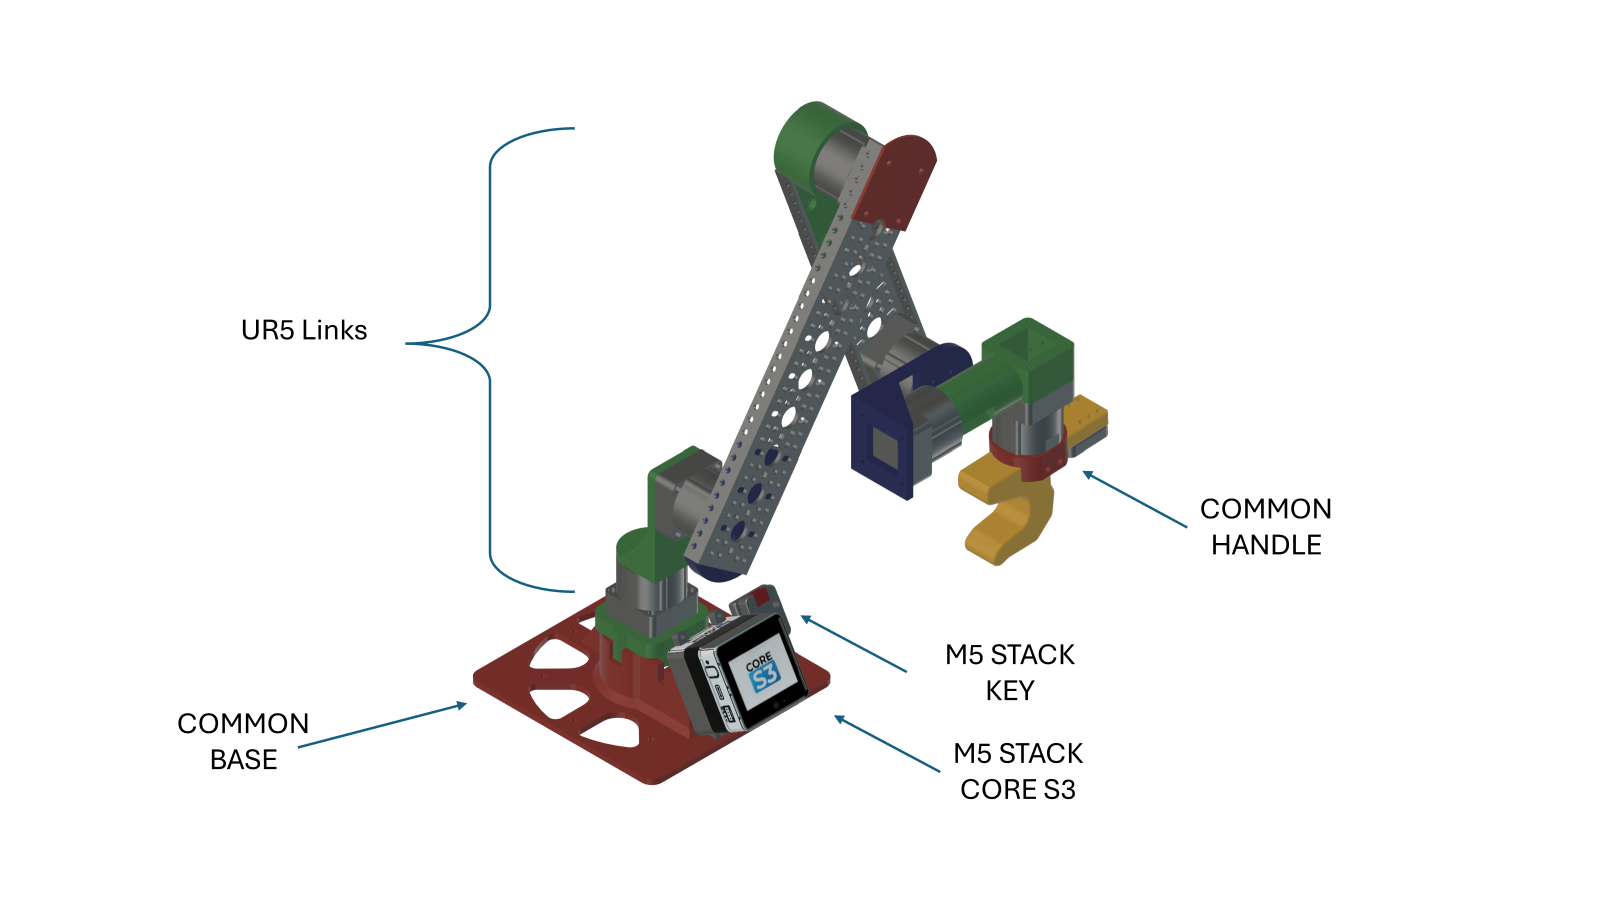 UR5 Links
COMMON
HANDLE
M5 STACK
KEY
COMMON
BASE
M5 STACK
CORE S3
CORE
S3